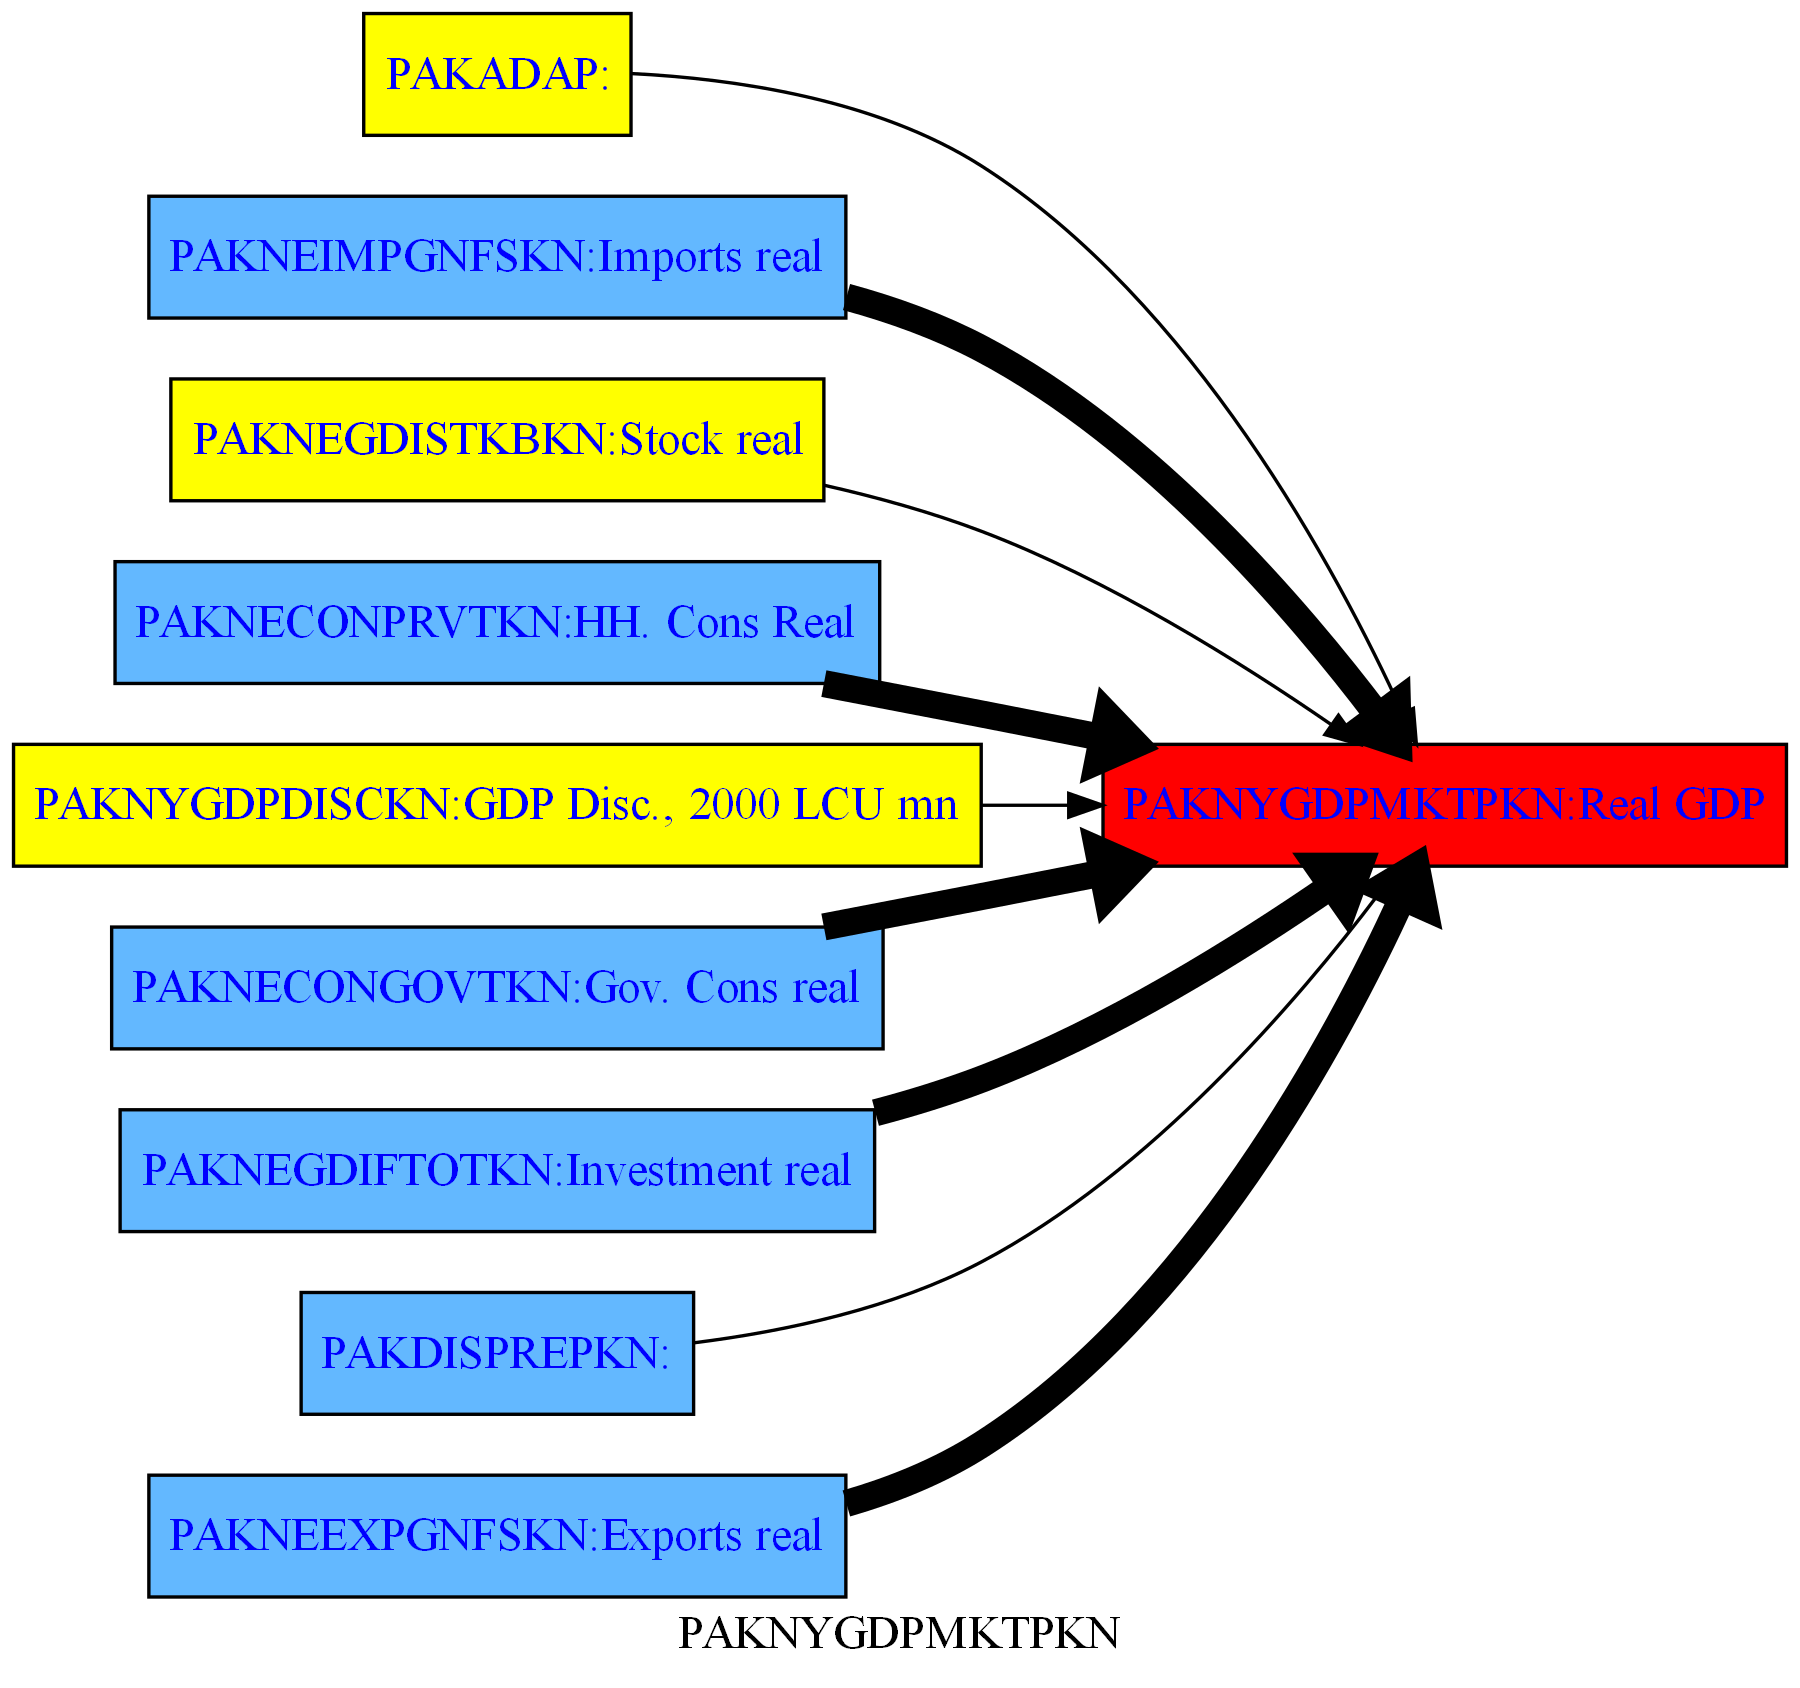 PAKADAP:
PAKNEIMPGNFSKN:Imports real
PAKNEGDISTKBKN:Stock real
PAKNECONPRVTKN:HH. Cons Real
PAKNYGDPDISCKN:GDP Disc., 2000 LCU mn
PAKNYGDPMKTPKN:Real GDP
PAKNECONGOVTKN:Gov. Cons real
PAKNEGDIFTOTKN:Investment real
PAKDISPREPKN:
PAKNEEXPGNFSKN:Exports real
PAKNYGDPMKTPKN